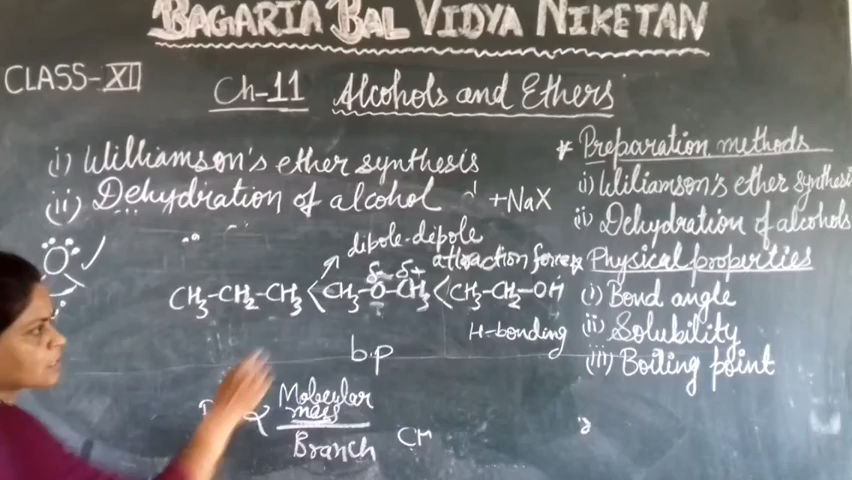 BAGARIA BAL VIDYA NIKETAN
CLASS-XII
Ch-11 Alcohols and Ethers
(i) Williamson's ether synthesis
(ii) Dehydration of alcohol
+NaX
dipole-dipole
attraction forces
δ- δ+
CH3-CH2-CH3 < CH3-O-CH3 < CH3-CH2-OH
H-bonding
b.p
∝ Molecular mass
Branch
CH
* Preparation methods
(i) Wiliamson's ether synthesis
(ii) Dehydration of alcohols
* Physical properties
(i) Bond angle
(ii) Solubility
(iii) Boiling point